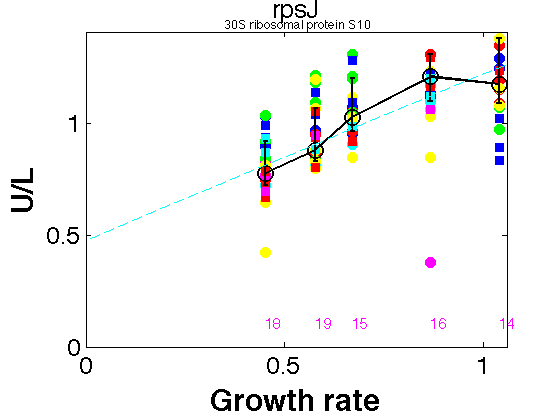 rpsJ
30S ribosomal protein S10
1
0.5
0
U/L
18 19 15 16 14
0 0.5 1
Growth rate